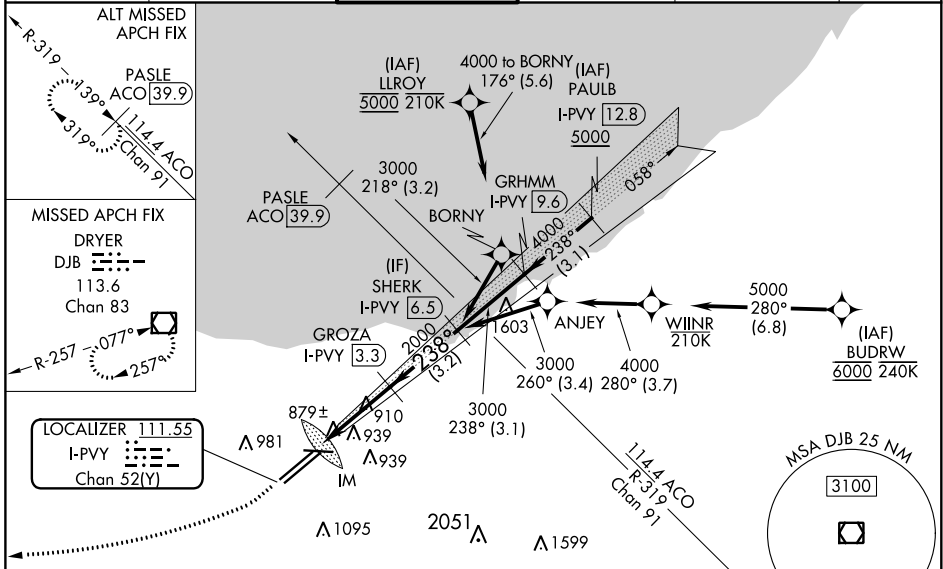 ALT MISSED
APCH FIX
R-319
139°
PASLE
ACO 39.9
319°
114.4 ACO
Chan 91
MISSED APCH FIX
DRYER
DJB
113.6
Chan 83
R-257
077°
257°
LOCALIZER 111.55
I-PVY
Chan 52(Y)
(IAF)
LLROY
5000 210K
4000 to BORNY
176° (5.6)
(IAF)
PAULB
I-PVY 12.8
5000
058°
3000
218° (3.2)
GRHMM
I-PVY 9.6
PASLE
ACO 39.9
BORNY
4000
238°
(3.1)
(IF)
SHERK
I-PVY 6.5
1603
ANJEY
WIINR
210K
5000
280°
(6.8)
(IAF)
BUDRW
6000 240K
GROZA
I-PVY 3.3
2000
238°
(3.2)
3000
260° (3.4)
4000
280° (3.7)
3000
238° (3.1)
879±
910
981
939
939
IM
114.4 ACO
R-319
Chan 91
MSA DJB 25 NM
3100
1095
2051
1599